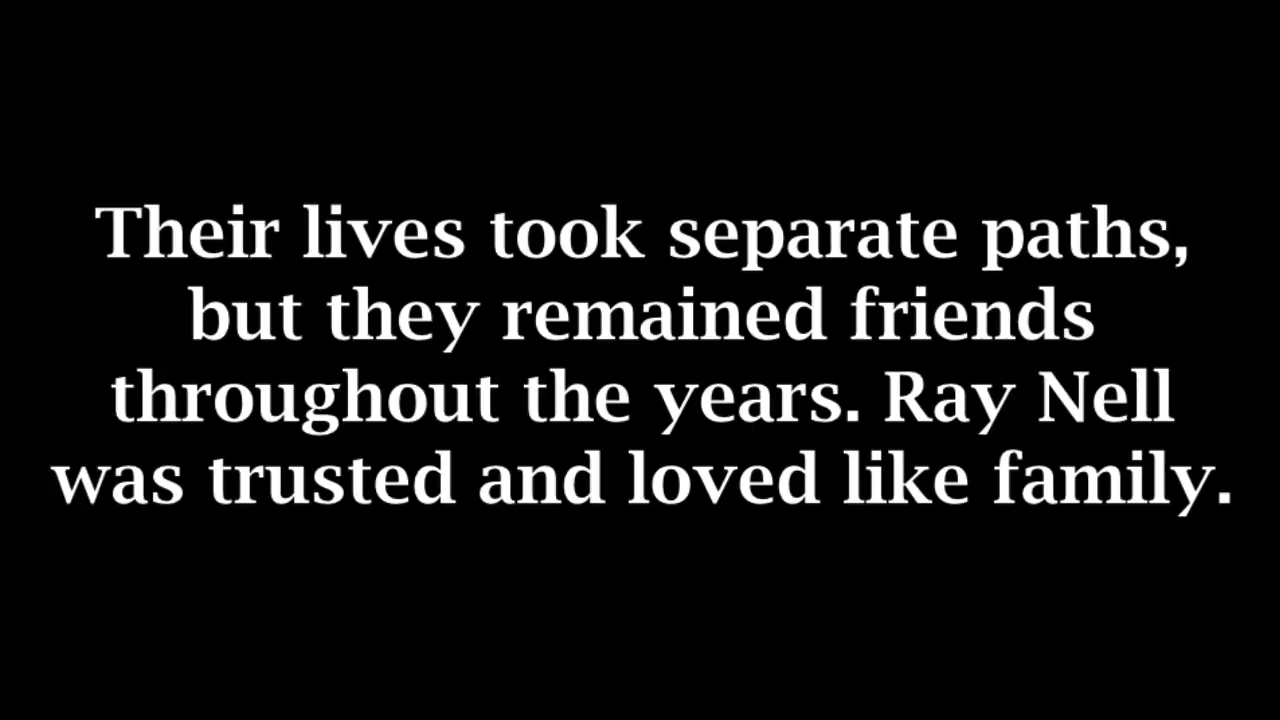 Their lives took separate paths,
but they remained friends
throughout the years. Ray Nell
was trusted and loved like family.